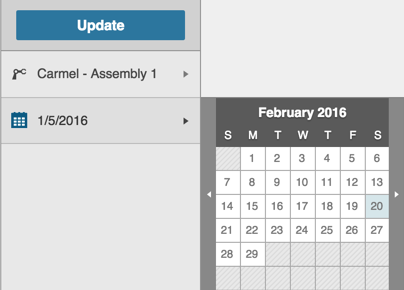 Update
Carmel - Assembly 1
1/5/2016
February 2016
S M T W T F S
1 2 3 4 5 6
7 8 9 10 11 12 13
14 15 16 17 18 19 20
21 22 23 24 25 26 27
28 29